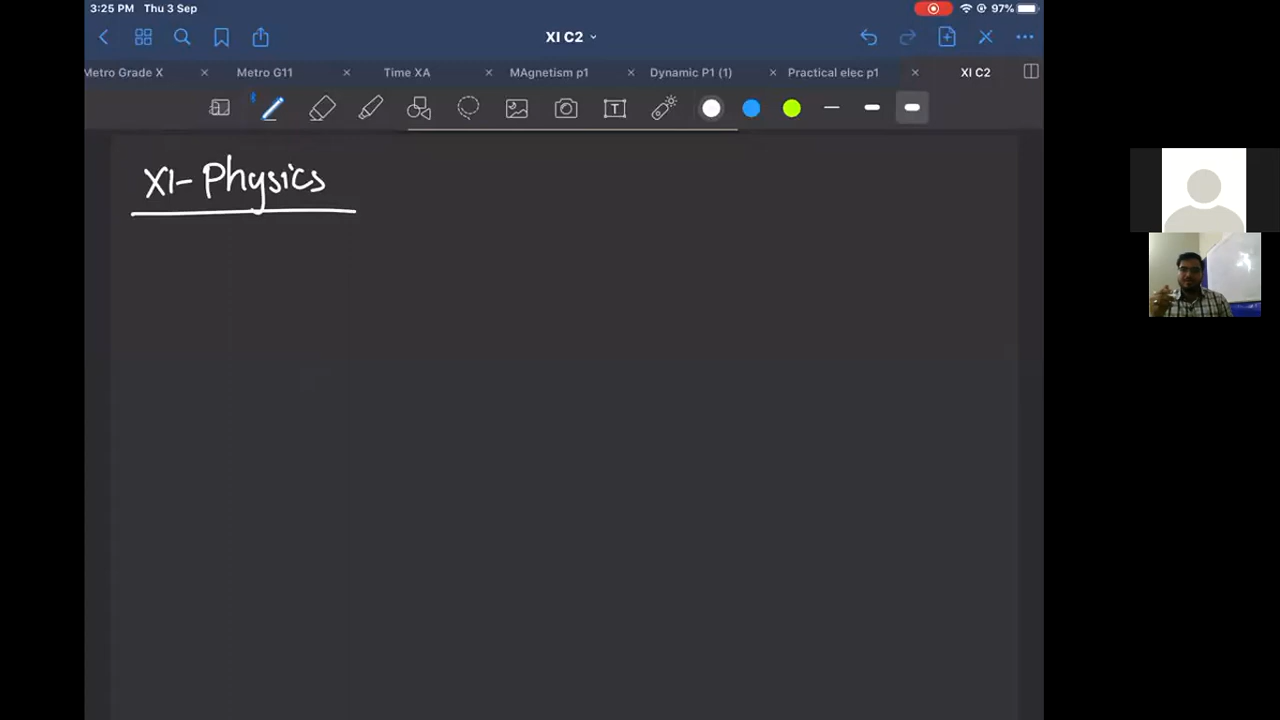 3:25 PM Thu 3 Sep 97%
XI C2
Metro Grade X Metro G11 Time XA MAgnetism p1 Dynamic P1 (1) Practical elec p1 XI C2
T
XI- Physics